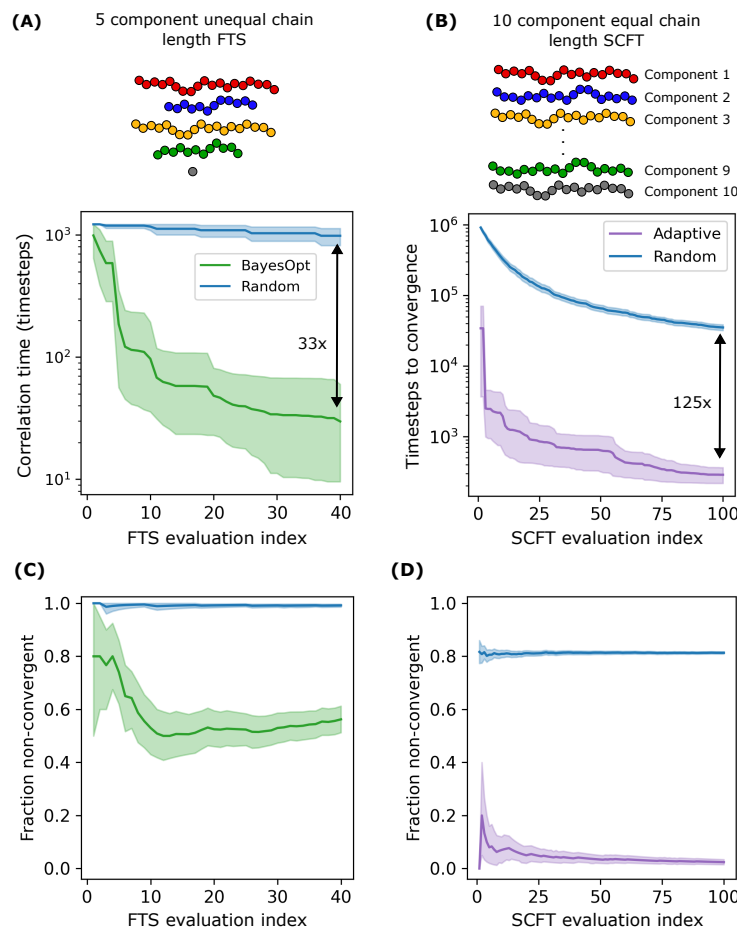 (A)
5 component unequal chain
length FTS
(B)
10 component equal chain
length SCFT
Component 1
Component 2
Component 3
Component 9
Component 10
Correlation time (timesteps)
10³
10²
10¹
BayesOpt
Random
33x
0 10 20 30 40
FTS evaluation index
Timesteps to convergence
10⁶
10⁵
10⁴
10³
Adaptive
Random
125x
0 25 50 75 100
SCFT evaluation index
(C)
Fraction non-convergent
1.0
0.8
0.6
0.4
0.2
0.0
0 10 20 30 40
FTS evaluation index
(D)
Fraction non-convergent
1.0
0.8
0.6
0.4
0.2
0.0
0 25 50 75 100
SCFT evaluation index